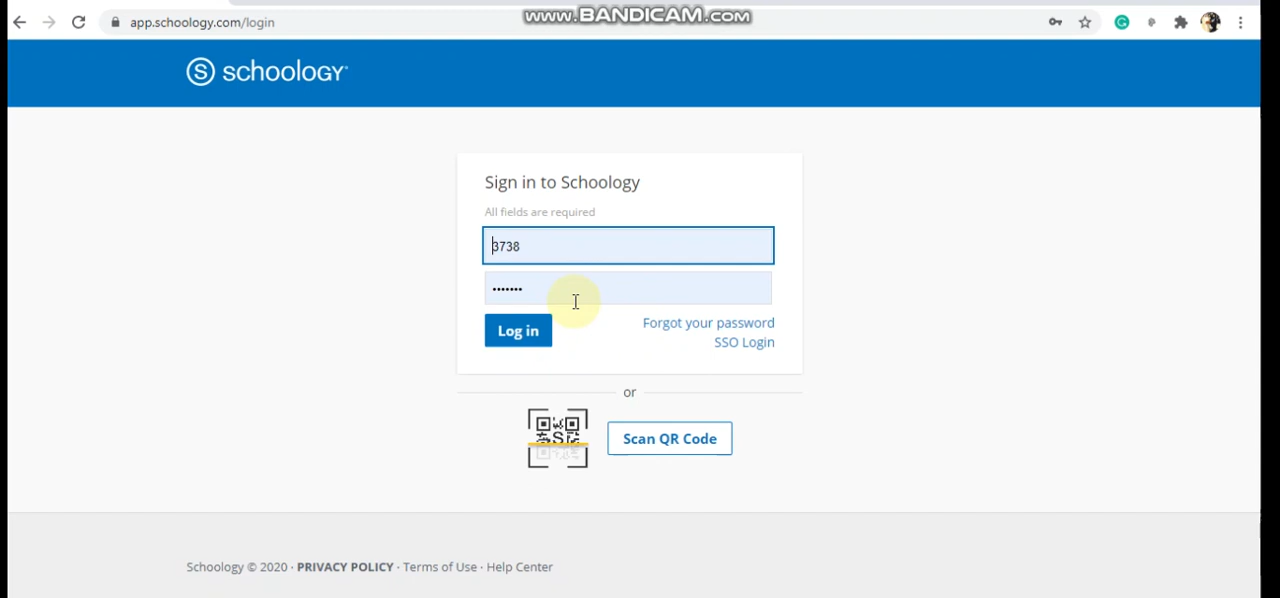 www.BANDICAM.com
app.schoology.com/login
S schoology
Sign in to Schoology
All fields are required
3738
•••••••
Log in
Forgot your password
SSO Login
or
S
Scan QR Code
Schoology © 2020 · PRIVACY POLICY · Terms of Use · Help Center